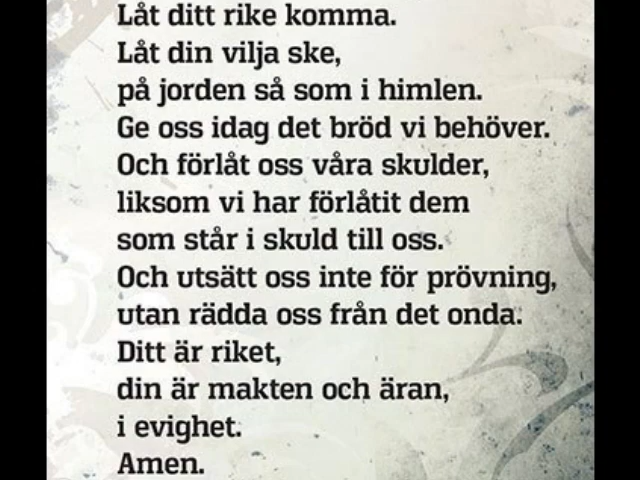 Låt ditt rike komma.
Låt din vilja ske,
på jorden så som i himlen.
Ge oss idag det bröd vi behöver.
Och förlåt oss våra skulder,
liksom vi har förlåtit dem
som står i skuld till oss.
Och utsätt oss inte för prövning,
utan rädda oss från det onda.
Ditt är riket,
din är makten och äran,
i evighet.
Amen.